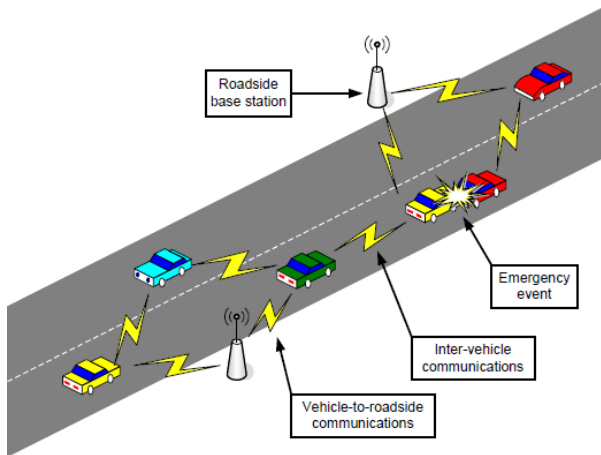 Roadside
base station
Emergency
event
Inter-vehicle
communications
Vehicle-to-roadside
communications